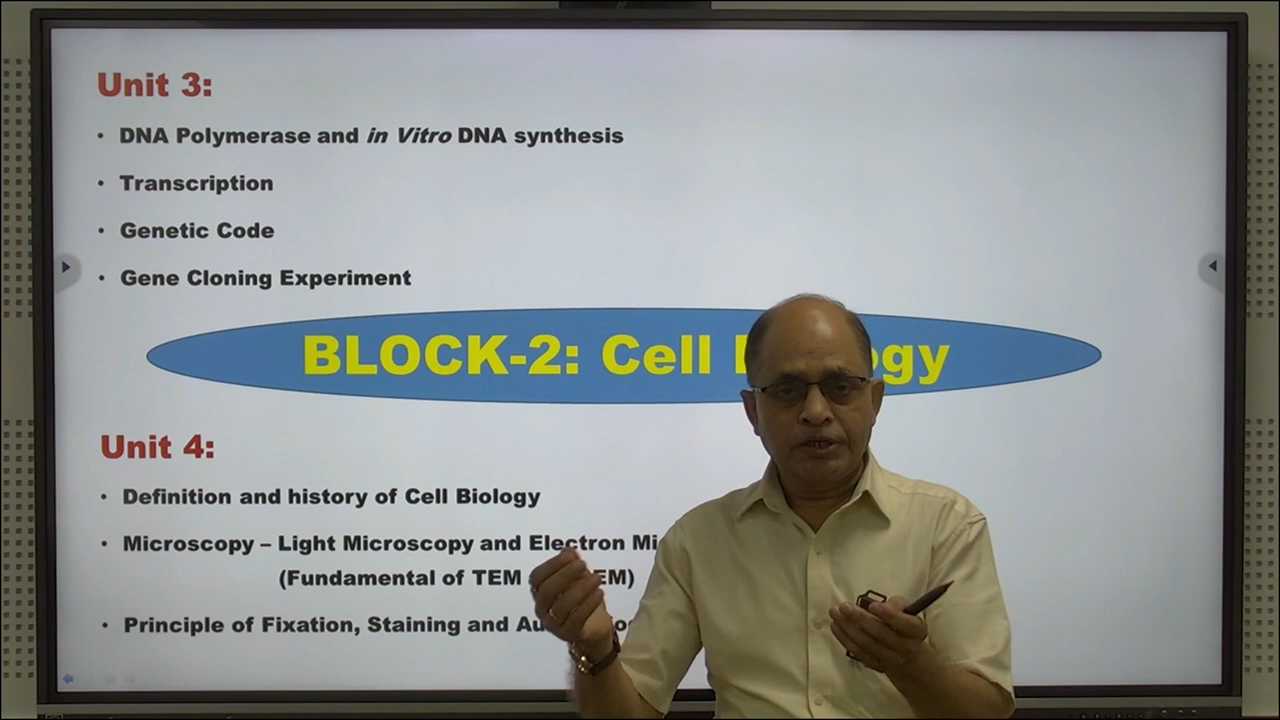 Unit 3:
• DNA Polymerase and in Vitro DNA synthesis
• Transcription
• Genetic Code
• Gene Cloning Experiment
BLOCK-2: Cell
Unit 4:
• Definition and history of Cell Biology
• Microscopy – Light Microscopy and Electron
(Fundamental of TEM
• Principle of Fixation, Staining and